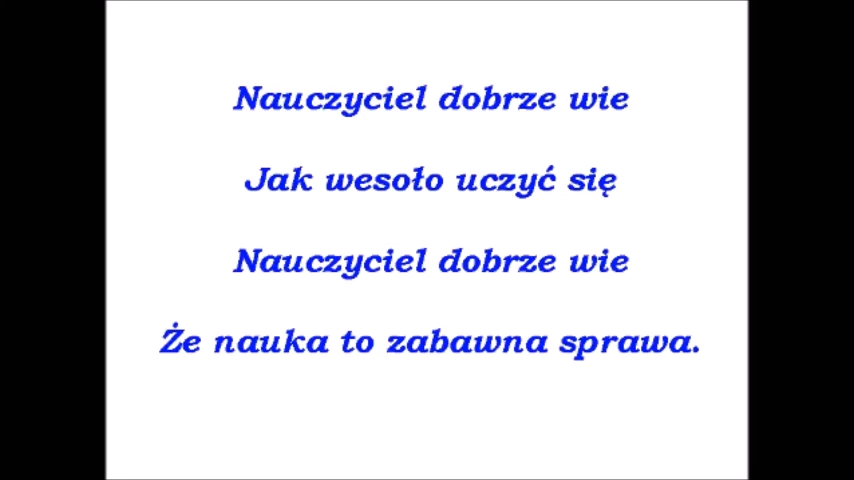 Nauczyciel dobrze wie
Jak wesoło uczyć się
Nauczyciel dobrze wie
Że nauka to zabawna sprawa.